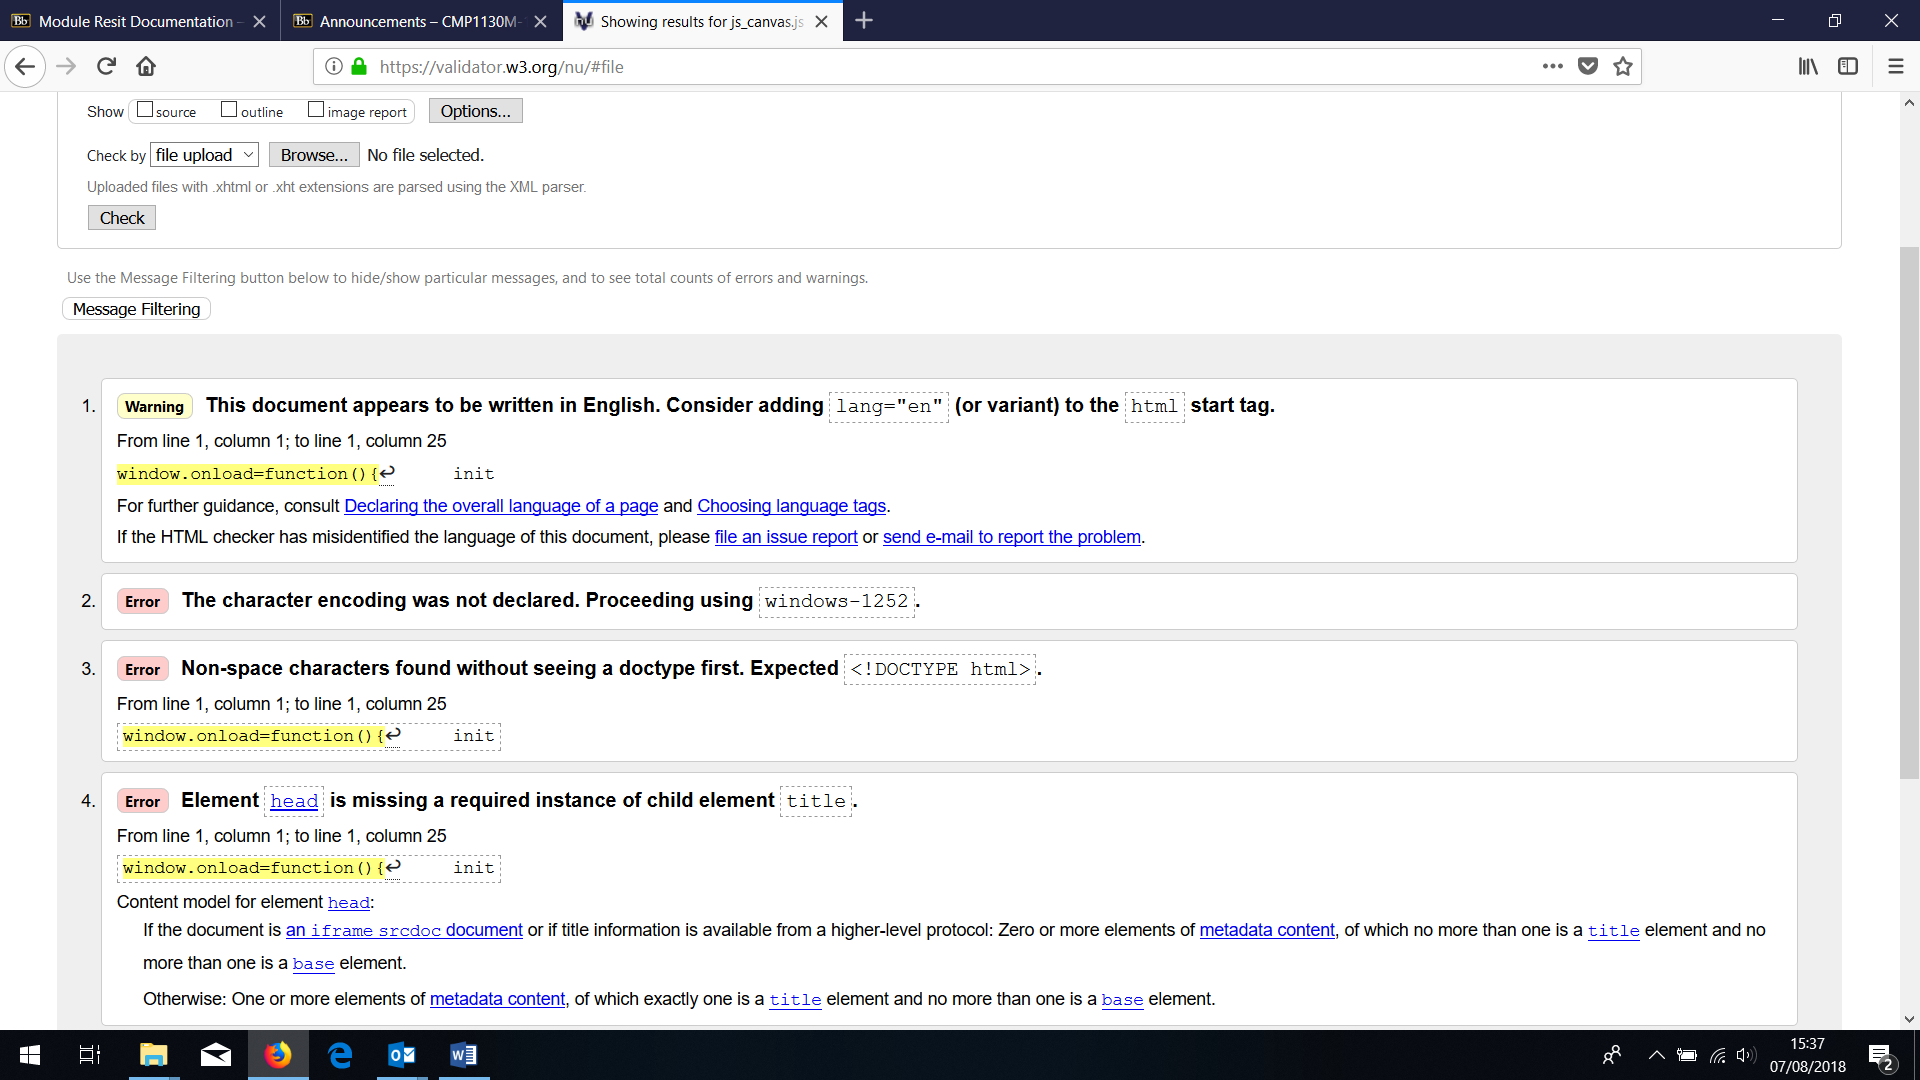 Module Resit Documentation –
Announcements – CMP1130M-
Showing results for js_canvas.js
https://validator.w3.org/nu/#file
Show source outline image report Options...
Check by file upload Browse... No file selected.
Uploaded files with .xhtml or .xht extensions are parsed using the XML parser.
Check
Use the Message Filtering button below to hide/show particular messages, and to see total counts of errors and warnings.
Message Filtering
1. Warning This document appears to be written in English. Consider adding lang="en" (or variant) to the html start tag.
From line 1, column 1; to line 1, column 25
window.onload=function(){↩ init
For further guidance, consult Declaring the overall language of a page and Choosing language tags.
If the HTML checker has misidentified the language of this document, please file an issue report or send e-mail to report the problem.
2. Error The character encoding was not declared. Proceeding using windows-1252.
3. Error Non-space characters found without seeing a doctype first. Expected <!DOCTYPE html>.
From line 1, column 1; to line 1, column 25
window.onload=function(){↩ init
4. Error Element head is missing a required instance of child element title.
From line 1, column 1; to line 1, column 25
window.onload=function(){↩ init
Content model for element head:
If the document is an iframe srcdoc document or if title information is available from a higher-level protocol: Zero or more elements of metadata content, of which no more than one is a title element and no
more than one is a base element.
Otherwise: One or more elements of metadata content, of which exactly one is a title element and no more than one is a base element.
15:37
07/08/2018
2